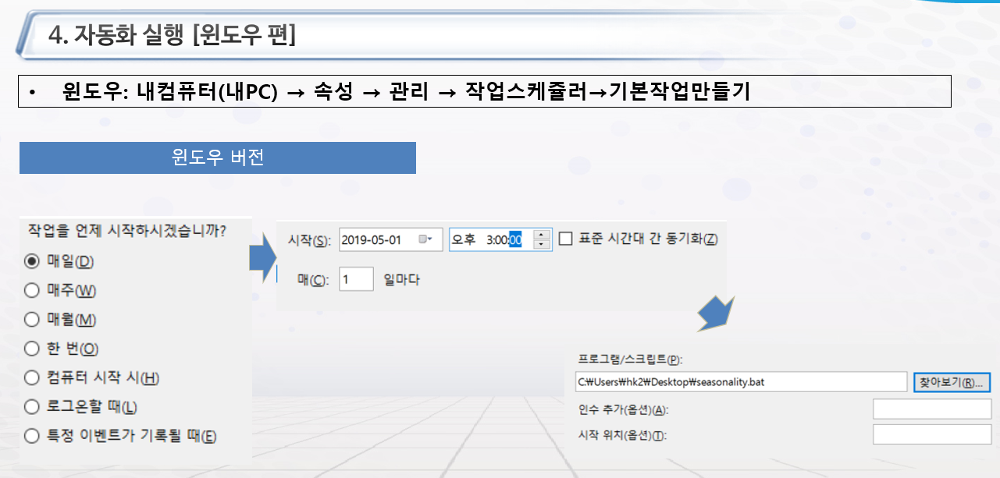 4. 자동화 실행 [윈도우 편]
• 윈도우: 내컴퓨터(내PC) → 속성 → 관리 → 작업스케쥴러→기본작업만들기
윈도우 버전
작업을 언제 시작하시겠습니까?
매일(D)
매주(W)
매월(M)
한 번(O)
컴퓨터 시작 시(H)
로그온할 때(L)
특정 이벤트가 기록될 때(E)
시작(S): 2019-05-01 오후 3:00:00 표준 시간대 간 동기화(Z)
매(C): 1 일마다
프로그램/스크립트(P):
C:₩Users₩hk2₩Desktop₩seasonality.bat 찾아보기(R)...
인수 추가(옵션)(A):
시작 위치(옵션)(T):